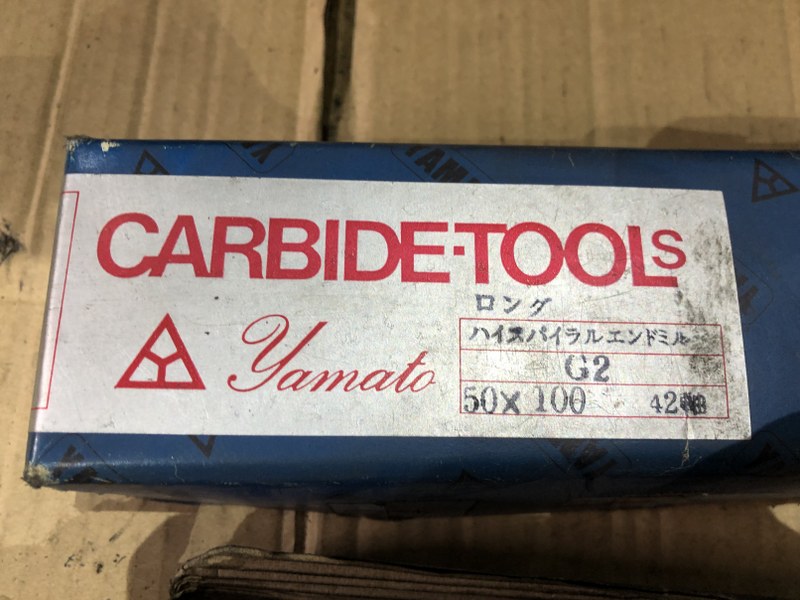 CARBIDE-TOOLS
Yamato
ロング
ハイスパイラルエンドミル
G2
50×100 42